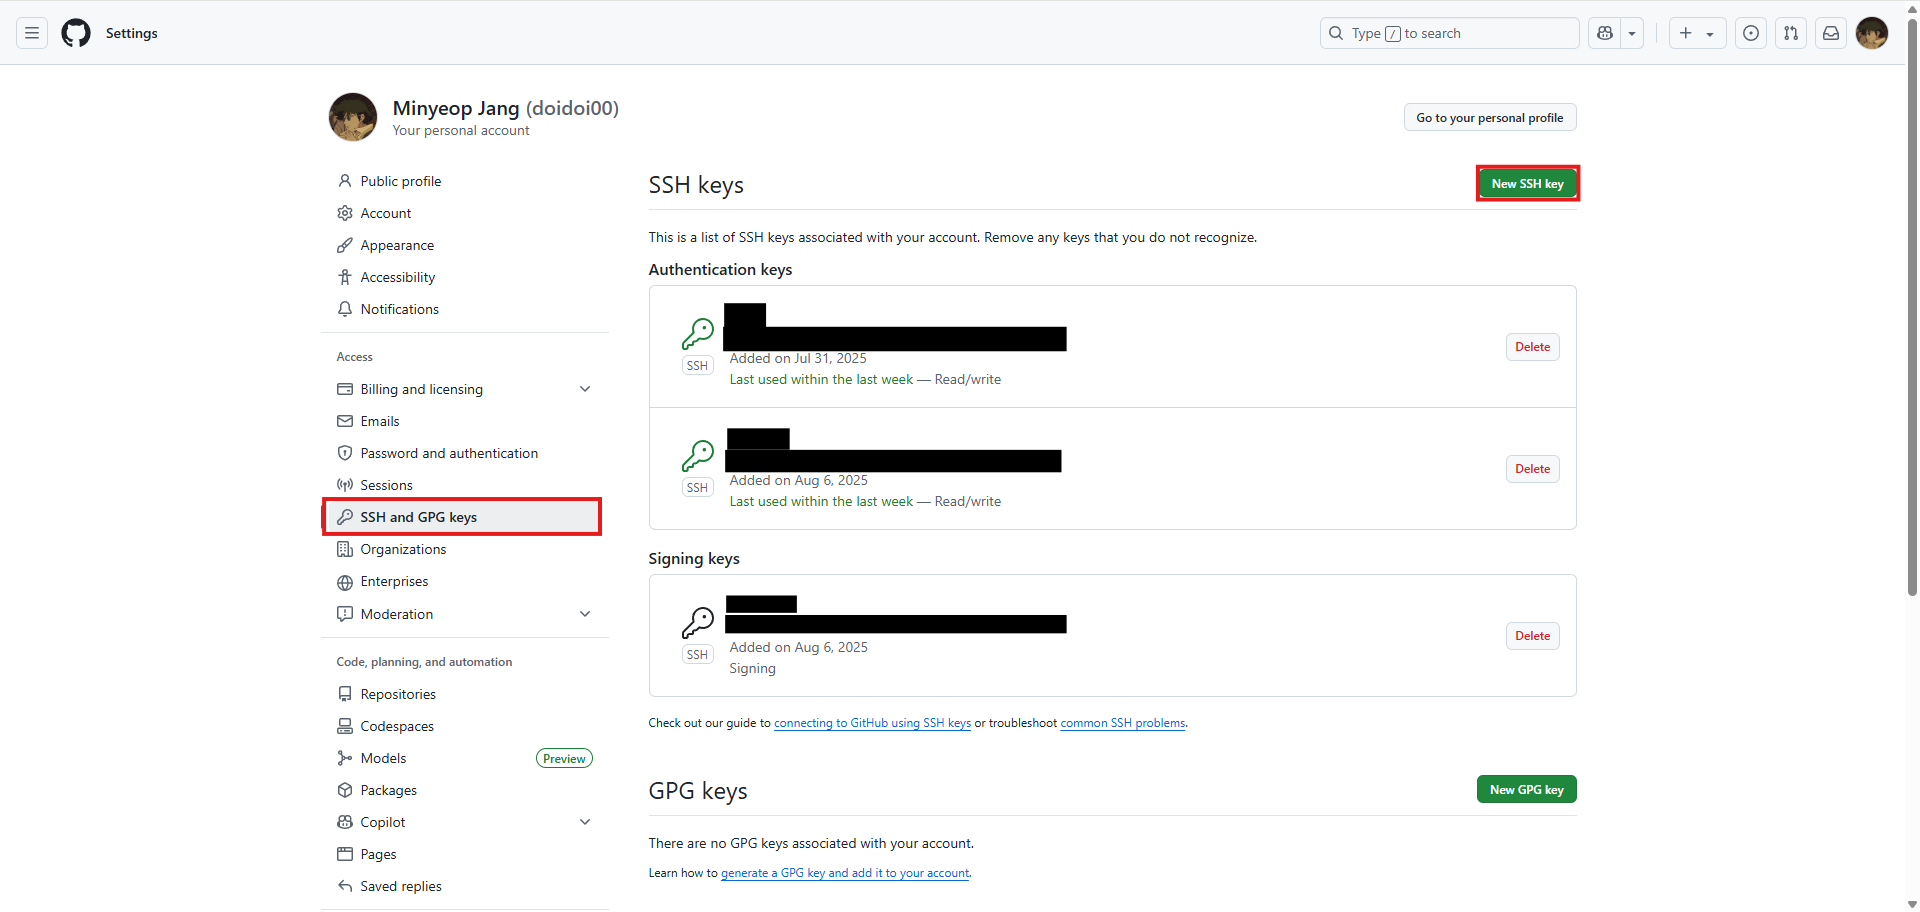 Settings
Type / to search
Minyeop Jang (doidoi00)
Your personal account
Go to your personal profile
Public profile
Account
Appearance
Accessibility
Notifications
Access
Billing and licensing
Emails
Password and authentication
Sessions
SSH and GPG keys
Organizations
Enterprises
Moderation
Code, planning, and automation
Repositories
Codespaces
Models
Preview
Packages
Copilot
Pages
Saved replies
SSH keys
New SSH key
This is a list of SSH keys associated with your account. Remove any keys that you do not recognize.
Authentication keys
SSH
Added on Jul 31, 2025
Last used within the last week — Read/write
Delete
SSH
Added on Aug 6, 2025
Last used within the last week — Read/write
Delete
Signing keys
SSH
Added on Aug 6, 2025
Signing
Delete
Check out our guide to connecting to GitHub using SSH keys or troubleshoot common SSH problems.
GPG keys
New GPG key
There are no GPG keys associated with your account.
Learn how to generate a GPG key and add it to your account.